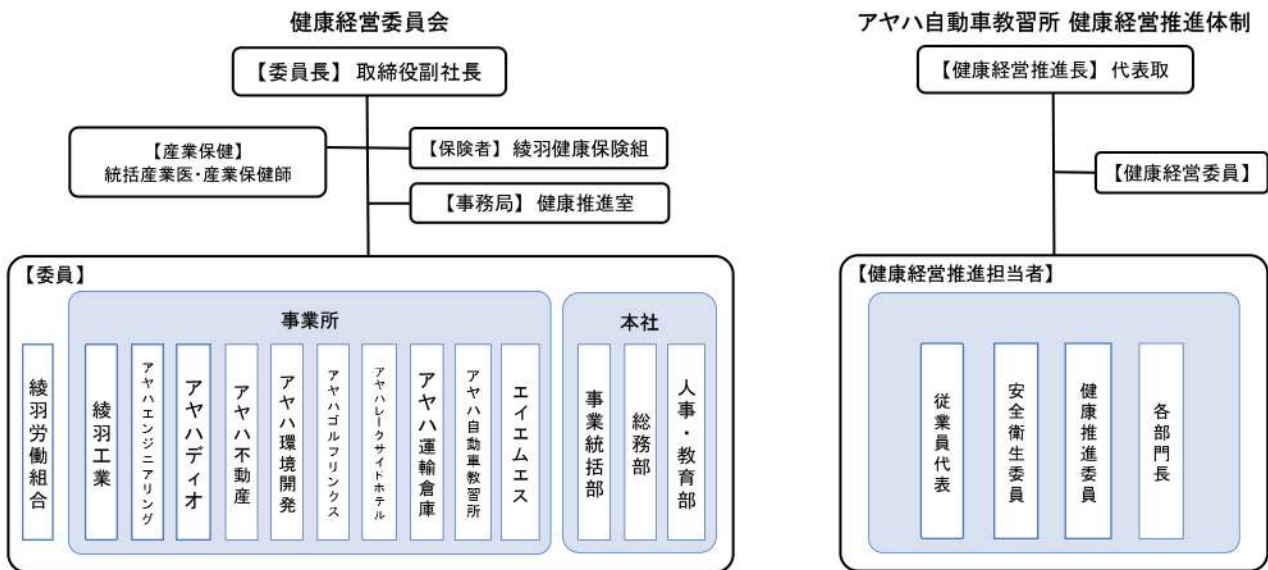 健康経営委員会
【委員長】取締役副社長
【産業保健】
統括産業医・産業保健師
【保険者】綾羽健康保険組
【事務局】健康推進室
【委員】
綾羽労働組合
事業所
綾羽工業
アヤハエンジニアリング
アヤハディオ
アヤハ不動産
アヤハ環境開発
アヤハゴルフリンクス
アヤハレークサイドホテル
アヤハ運輸倉庫
アヤハ自動車教習所
エイエムエス
本社
事業統括部
総務部
人事・教育部
アヤハ自動車教習所 健康経営推進体制
【健康経営推進長】代表取
【健康経営委員】
【健康経営推進担当者】
従業員代表
安全衛生委員
健康推進委員
各部門長